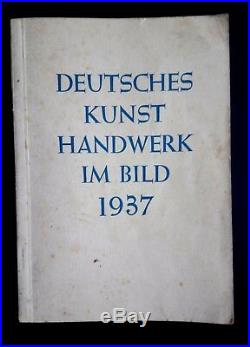 DEUTSCHES
KUNST
HANDWERK
IM BILD
1937